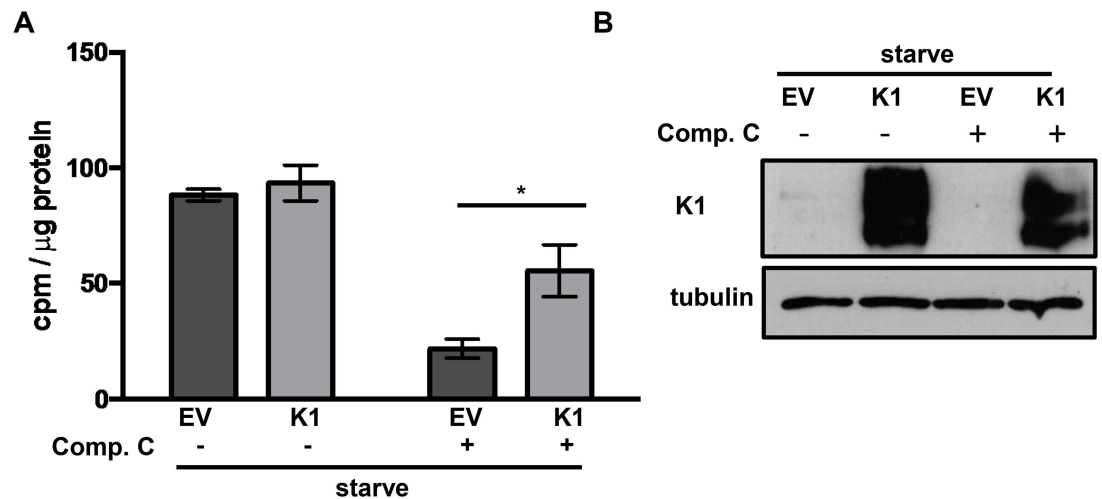 A
150
100
50
0
cpm / μg protein
*
EV K1 EV K1
Comp. C - - + +
starve
B
starve
EV K1 EV K1
Comp. C - - + +
K1
tubulin